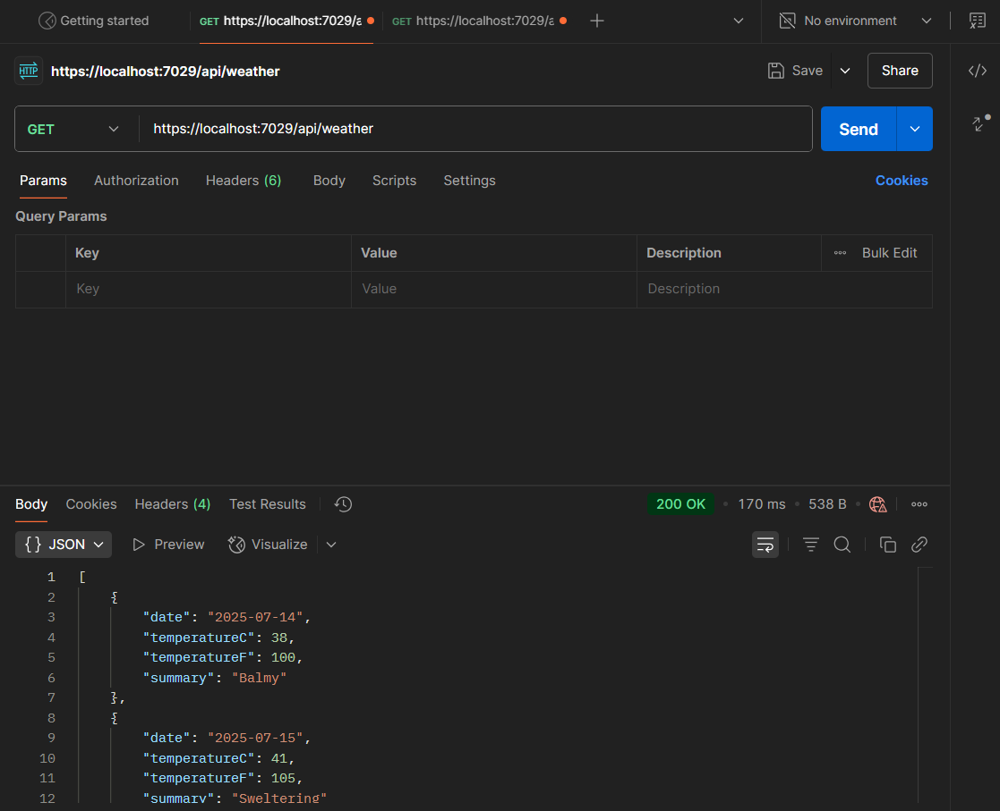 Getting started
GET https://localhost:7029/a
GET https://localhost:7029/a
No environment
HTTP https://localhost:7029/api/weather
Save
Share
GET https://localhost:7029/api/weather
Send
Params Authorization Headers (6) Body Scripts Settings Cookies
Query Params
Key Value Description Bulk Edit
Key Value Description
Body Cookies Headers (4) Test Results 200 OK • 170 ms • 538 B •
{} JSON Preview Visualize
1 [
2 {
3 "date": "2025-07-14",
4 "temperatureC": 38,
5 "temperatureF": 100,
6 "summary": "Balmy"
7 },
8 {
9 "date": "2025-07-15",
10 "temperatureC": 41,
11 "temperatureF": 105,
12 "summary": "Sweltering"